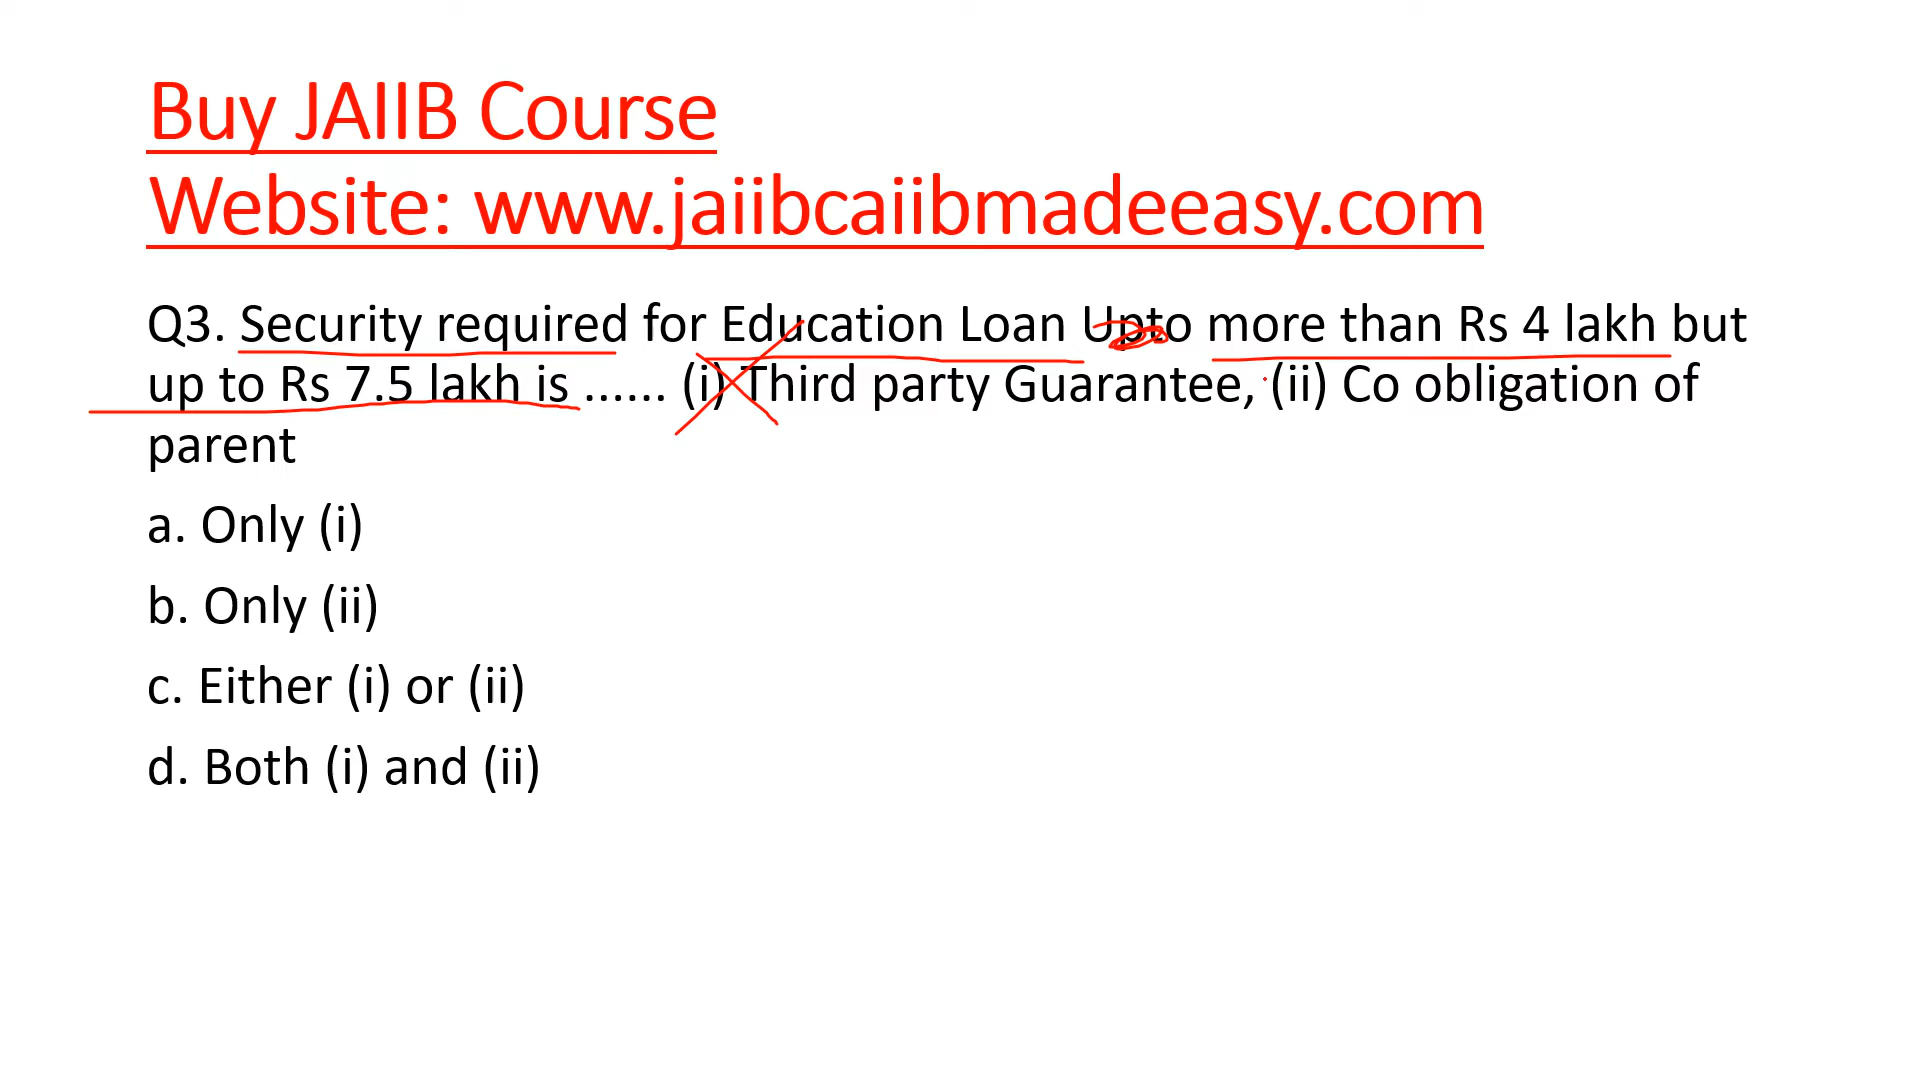 Buy JAIIB Course
Website: www.jaiibcaiibmadeeasy.com
Q3. Security required for Education Loan Upto more than Rs 4 lakh but
up to Rs 7.5 lakh is ...... (i) Third party Guarantee, (ii) Co obligation of
parent
a. Only (i)
b. Only (ii)
c. Either (i) or (ii)
d. Both (i) and (ii)